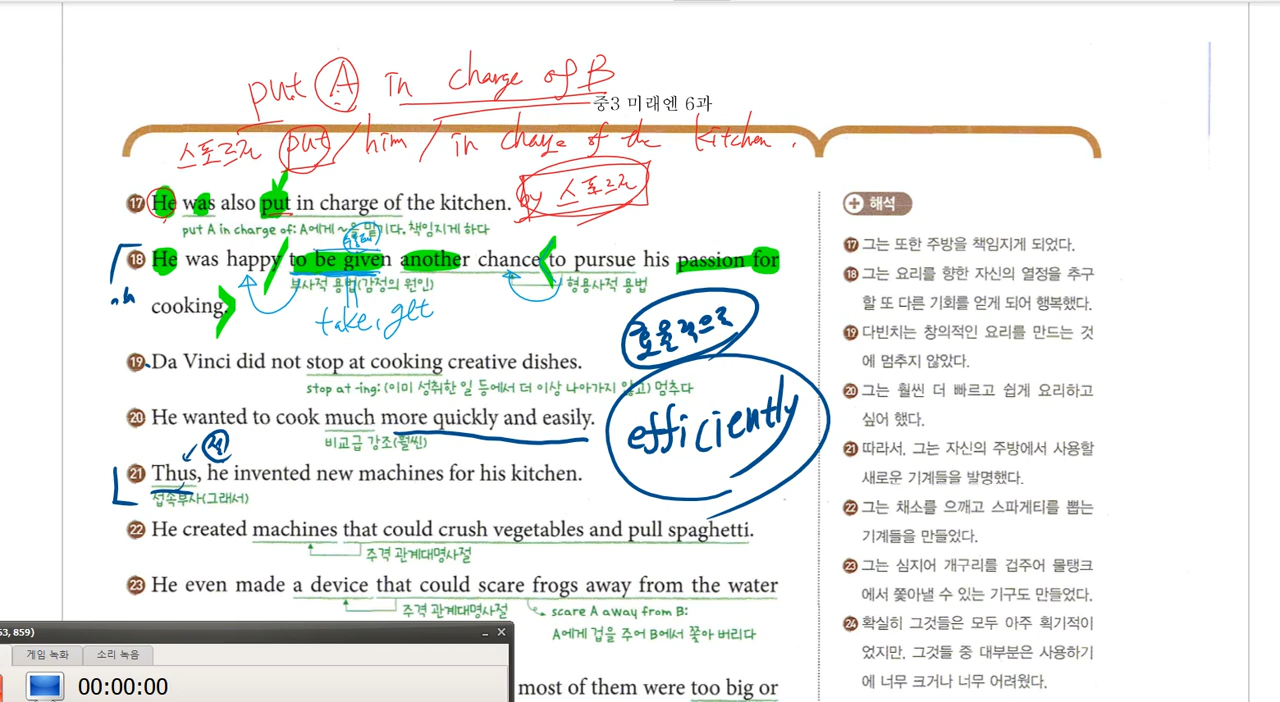 put A in charge of B
중3 미래엔 6과
스포르자 put / him / in charge of the kitchen.
17 He was also put in charge of the kitchen. by 스포르자
put A in charge of: A에게 ~을 맡기다. 책임지게 하다
18 He was happy to be given another chance to pursue his passion for
부사적 용법(감정의 원인) 형용사적 용법
cooking.
take, get
효율적으로
19 Da Vinci did not stop at cooking creative dishes.
stop at -ing: (이미 성취한 일 등에서 더 이상 나아가지 않고) 멈추다
20 He wanted to cook much more quickly and easily.
비교급 강조(훨씬)
efficiently
21 Thus, he invented new machines for his kitchen.
접속부사(그래서)
22 He created machines that could crush vegetables and pull spaghetti.
주격 관계대명사절
23 He even made a device that could scare frogs away from the water
주격 관계대명사절 scare A away from B:
A에게 겁을 주어 B에서 쫓아 버리다
most of them were too big or
해석
17 그는 또한 주방을 책임지게 되었다.
18 그는 요리를 향한 자신의 열정을 추구
할 또 다른 기회를 얻게 되어 행복했다.
19 다빈치는 창의적인 요리를 만드는 것
에 멈추지 않았다.
20 그는 훨씬 더 빠르고 쉽게 요리하고
싶어 했다.
21 따라서, 그는 자신의 주방에서 사용할
새로운 기계들을 발명했다.
22 그는 채소를 으깨고 스파게티를 뽑는
기계들을 만들었다.
23 그는 심지어 개구리를 겁주어 물탱크
에서 쫓아낼 수 있는 기구도 만들었다.
24 확실히 그것들은 모두 아주 획기적이
었지만, 그것들 중 대부분은 사용하기
에 너무 크거나 너무 어려웠다.
53, 859)
게임 녹화 소리 녹음
00:00:00